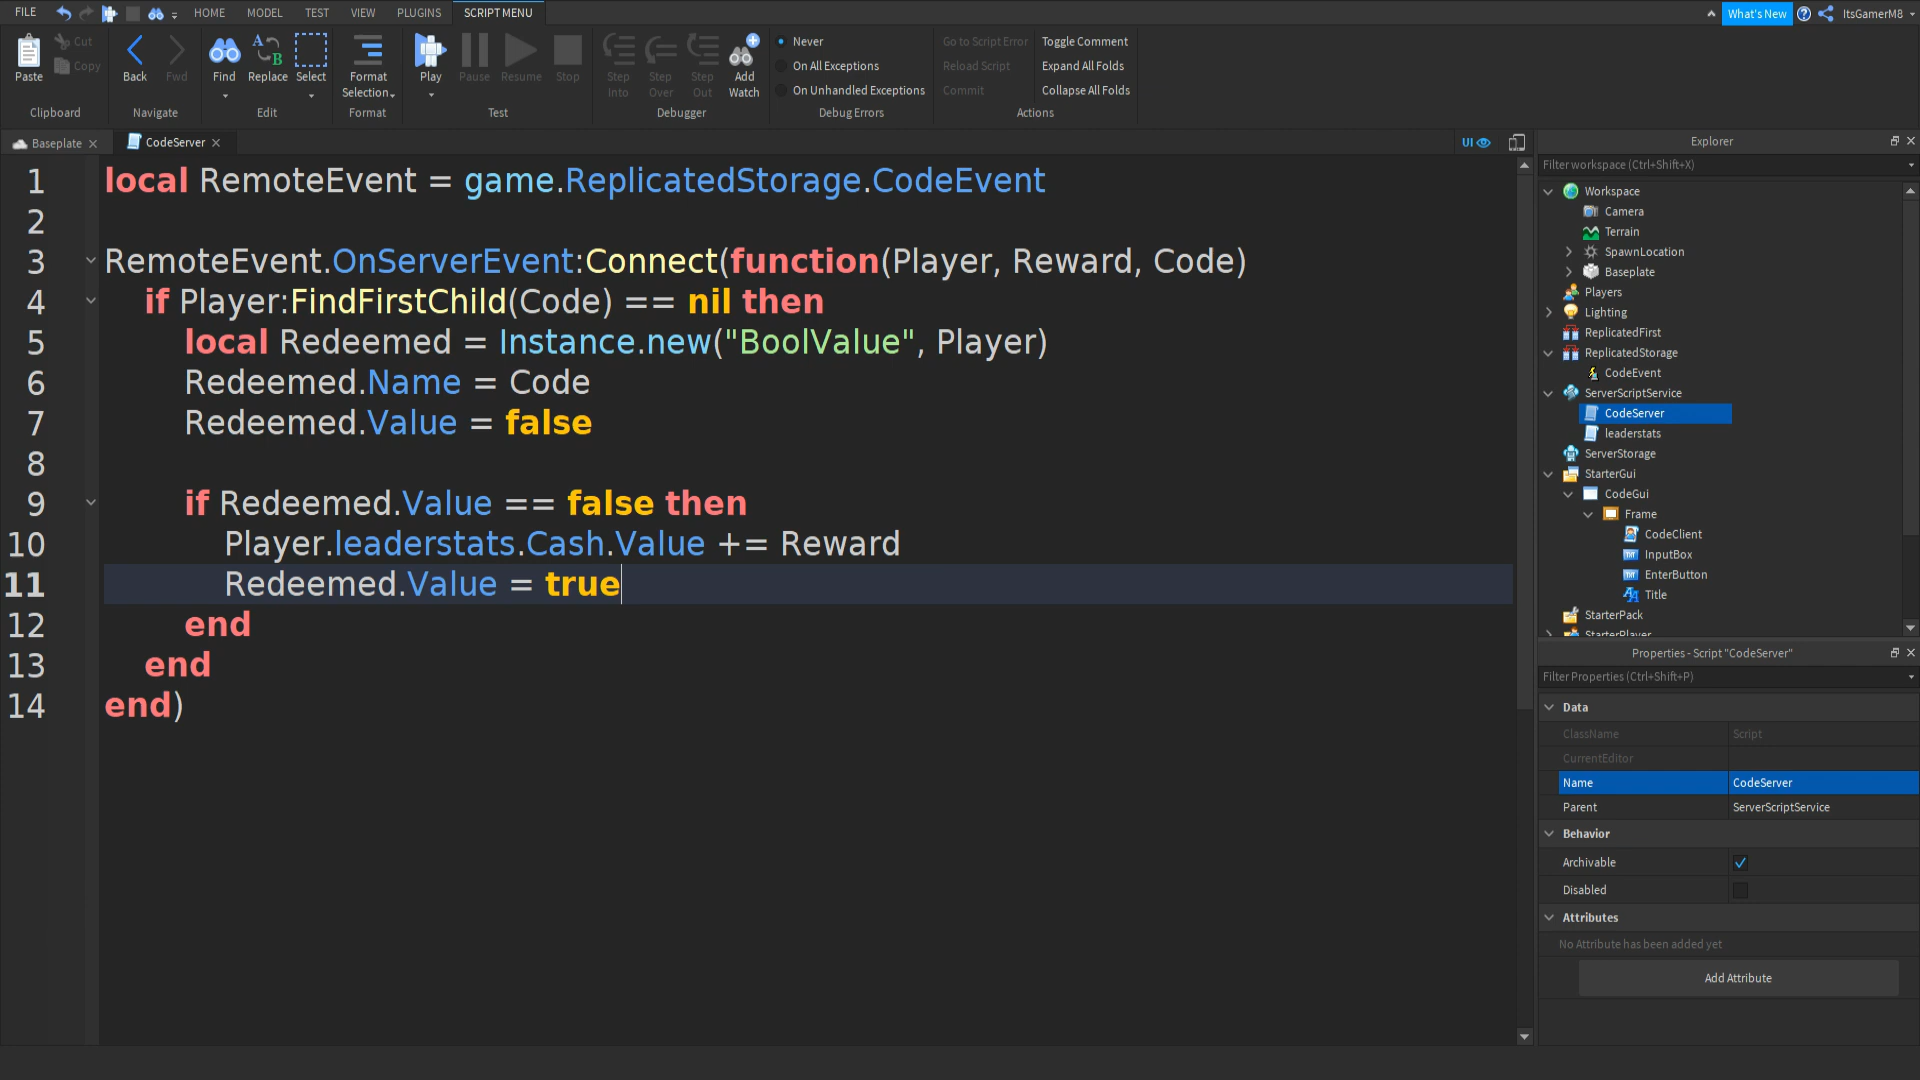 FILE HOME MODEL TEST VIEW PLUGINS SCRIPT MENU What's New ItsGamerM8
Paste Cut Copy Back Fwd Find Replace Select Format Selection Play Pause Resume Stop Step Into Step Over Step Out Add Watch
Never
On All Exceptions
On Unhandled Exceptions
Go to Script Error
Reload Script
Commit
Toggle Comment
Expand All Folds
Collapse All Folds
Clipboard Navigate Edit Format Test Debugger Debug Errors Actions
Baseplate CodeServer UI
1 local RemoteEvent = game.ReplicatedStorage.CodeEvent
2
3 RemoteEvent.OnServerEvent:Connect(function(Player, Reward, Code)
4 if Player:FindFirstChild(Code) == nil then
5 local Redeemed = Instance.new("BoolValue", Player)
6 Redeemed.Name = Code
7 Redeemed.Value = false
8
9 if Redeemed.Value == false then
10 Player.leaderstats.Cash.Value += Reward
11 Redeemed.Value = true
12 end
13 end
14 end)
Explorer
Filter workspace (Ctrl+Shift+X)
Workspace
Camera
Terrain
SpawnLocation
Baseplate
Players
Lighting
ReplicatedFirst
ReplicatedStorage
CodeEvent
ServerScriptService
CodeServer
leaderstats
ServerStorage
StarterGui
CodeGui
Frame
CodeClient
InputBox
EnterButton
Title
StarterPack
StarterPlayer
Properties - Script "CodeServer"
Filter Properties (Ctrl+Shift+P)
Data
ClassName Script
CurrentEditor
Name CodeServer
Parent ServerScriptService
Behavior
Archivable
Disabled
Attributes
No Attribute has been added yet
Add Attribute